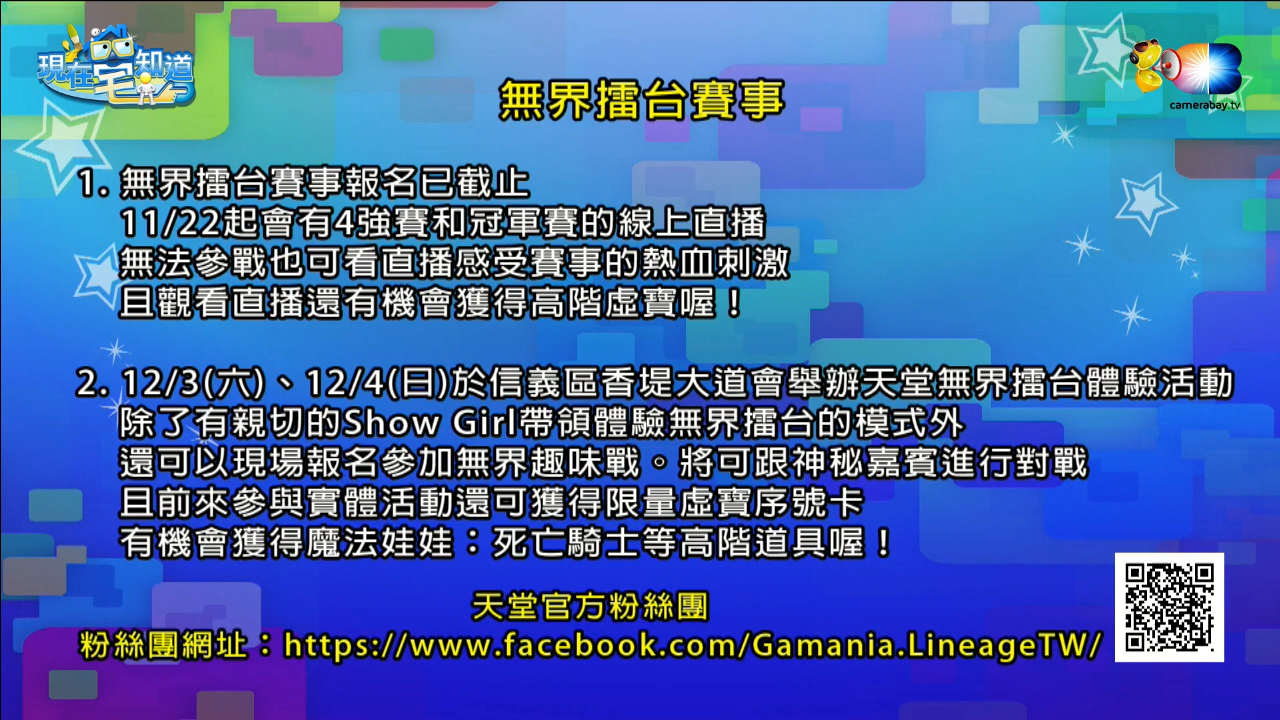 現在宅知道
camerabay.tv
無界擂台賽事
1. 無界擂台賽事報名已截止
11/22起會有4強賽和冠軍賽的線上直播
無法參戰也可看直播感受賽事的熱血刺激
且觀看直播還有機會獲得高階虛寶喔！
2. 12/3(六)、12/4(日)於信義區香堤大道會舉辦天堂無界擂台體驗活動
除了有親切的Show Girl帶領體驗無界擂台的模式外
還可以現場報名參加無界趣味戰。將可跟神秘嘉賓進行對戰
且前來參與實體活動還可獲得限量虛寶序號卡
有機會獲得魔法娃娃：死亡騎士等高階道具喔！
天堂官方粉絲團
粉絲團網址：https://www.facebook.com/Gamania.LineageTW/